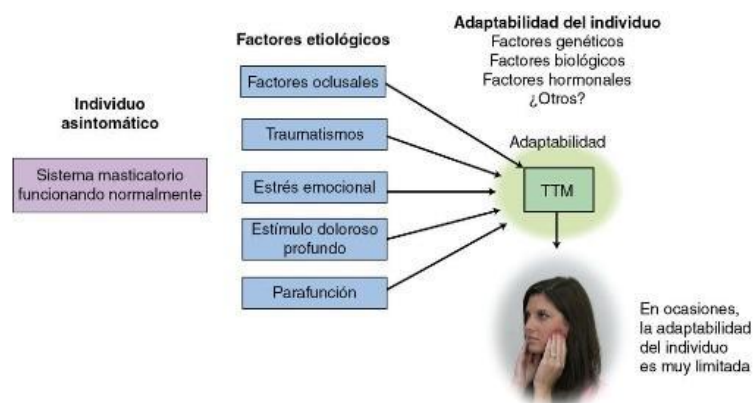 Adaptabilidad del individuo
Factores genéticos
Factores biológicos
Factores hormonales
¿Otros?
Factores etiológicos
Factores oclusales
Traumatismos
Estrés emocional
Estímulo doloroso
profundo
Parafunción
Individuo
asintomático
Sistema masticatorio
funcionando normalmente
Adaptabilidad
TTM
En ocasiones,
la adaptabilidad
del individuo
es muy limitada